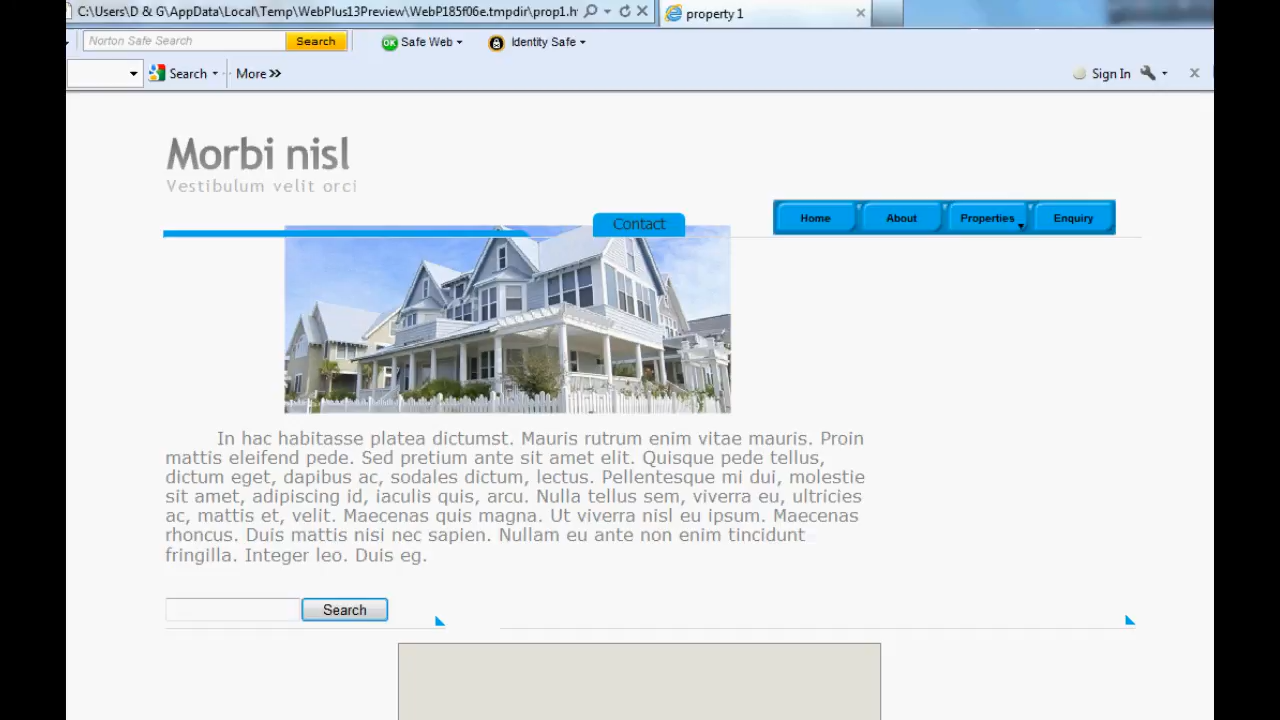 C:\Users\D & G\AppData\Local\Temp\WebPlus13Preview\WebP185f06e.tmpdir\prop1.h
property 1
Norton Safe Search
Search
OK
Safe Web
Identity Safe
Search
More
Sign In
Morbi nisl
Vestibulum velit orci
Contact
Home
About
Properties
Enquiry
In hac habitasse platea dictumst. Mauris rutrum enim vitae mauris. Proin
mattis eleifend pede. Sed pretium ante sit amet elit. Quisque pede tellus,
dictum eget, dapibus ac, sodales dictum, lectus. Pellentesque mi dui, molestie
sit amet, adipiscing id, iaculis quis, arcu. Nulla tellus sem, viverra eu, ultricies
ac, mattis et, velit. Maecenas quis magna. Ut viverra nisl eu ipsum. Maecenas
rhoncus. Duis mattis nisi nec sapien. Nullam eu ante non enim tincidunt
fringilla. Integer leo. Duis eg.
Search